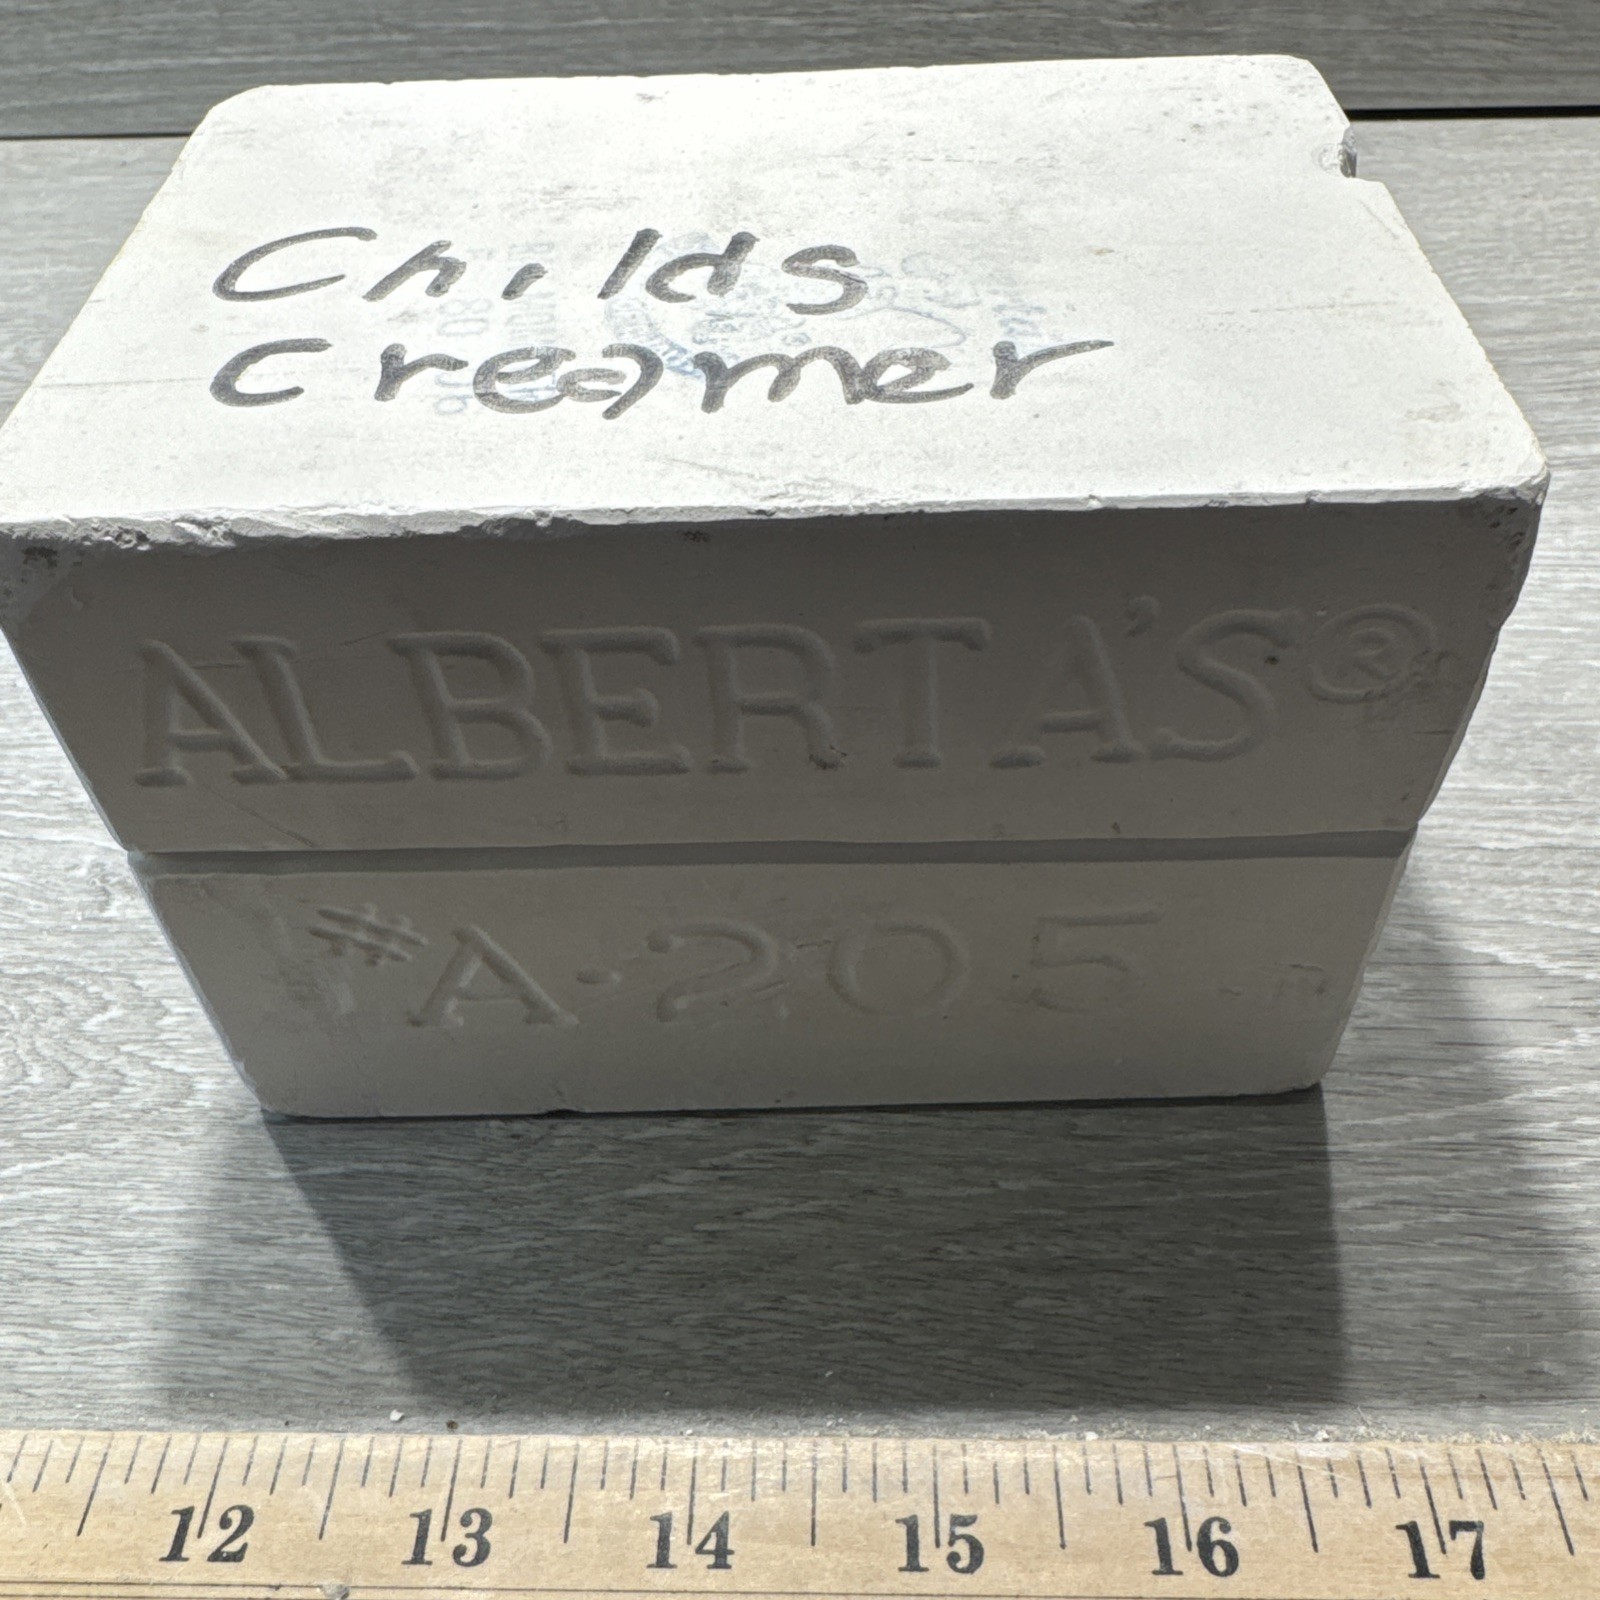 Childs
Creamer
ALBERTA'S®
#A-205
12 13 14 15 16 17